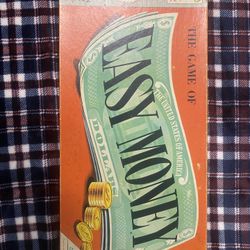 THE GAME OF
EASY MONEY
THE UNITED STATES OF AMERICA
DOLLARS